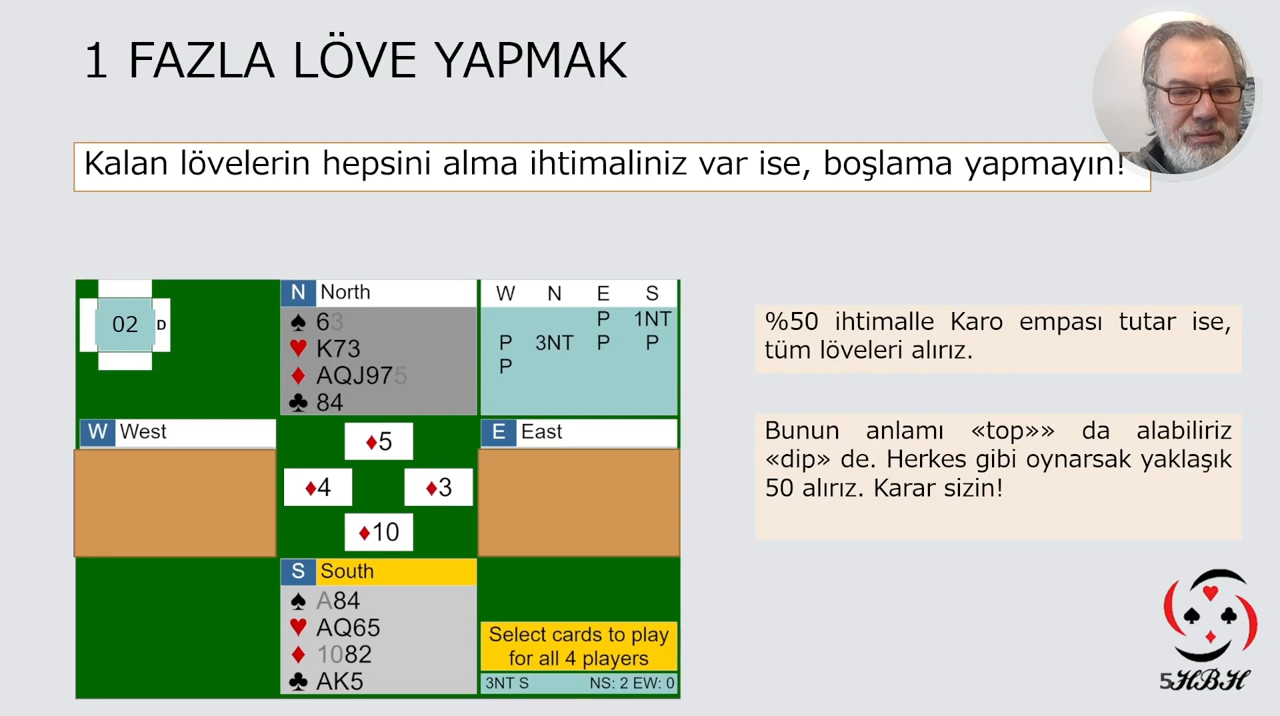 1 FAZLA LÖVE YAPMAK
Kalan lövelerin hepsini alma ihtimaliniz var ise, boşlama yapmayın!
02 D
N North
♠ 63
♥ K73
♦ AQJ975
♣ 84
W N E S
P 1NT
P 3NT P P
P
W West
E East
♦5
♦4
♦3
♦10
S South
♠ A84
♥ AQ65
♦ 1082
♣ AK5
Select cards to play
for all 4 players
3NT S NS: 2 EW: 0
%50 ihtimalle Karo empası tutar ise,
tüm löveleri alırız.
Bunun anlamı «top»» da alabiliriz
«dip» de. Herkes gibi oynarsak yaklaşık
50 alırız. Karar sizin!
5
HBH